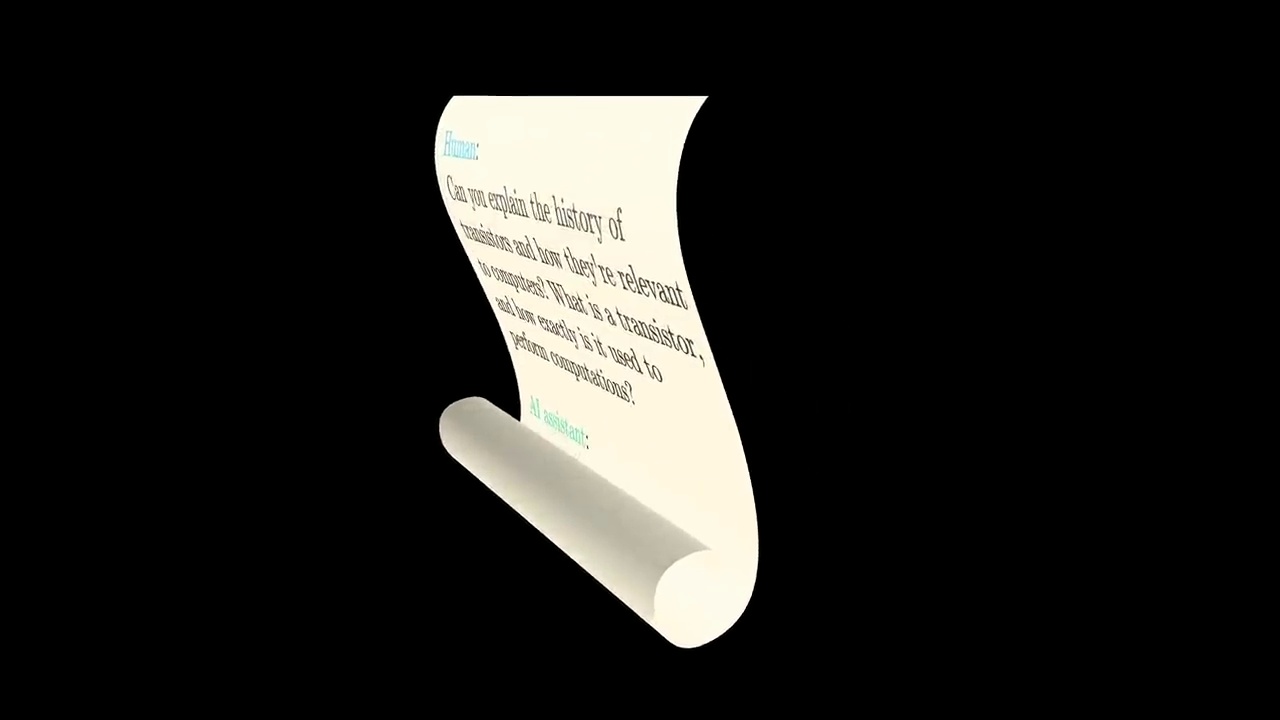 Human:
Can you explain the history of
transistors and how they're relevant
to computers? What is a transistor,
and how exactly is it used to
perform computations?
AI assistant: